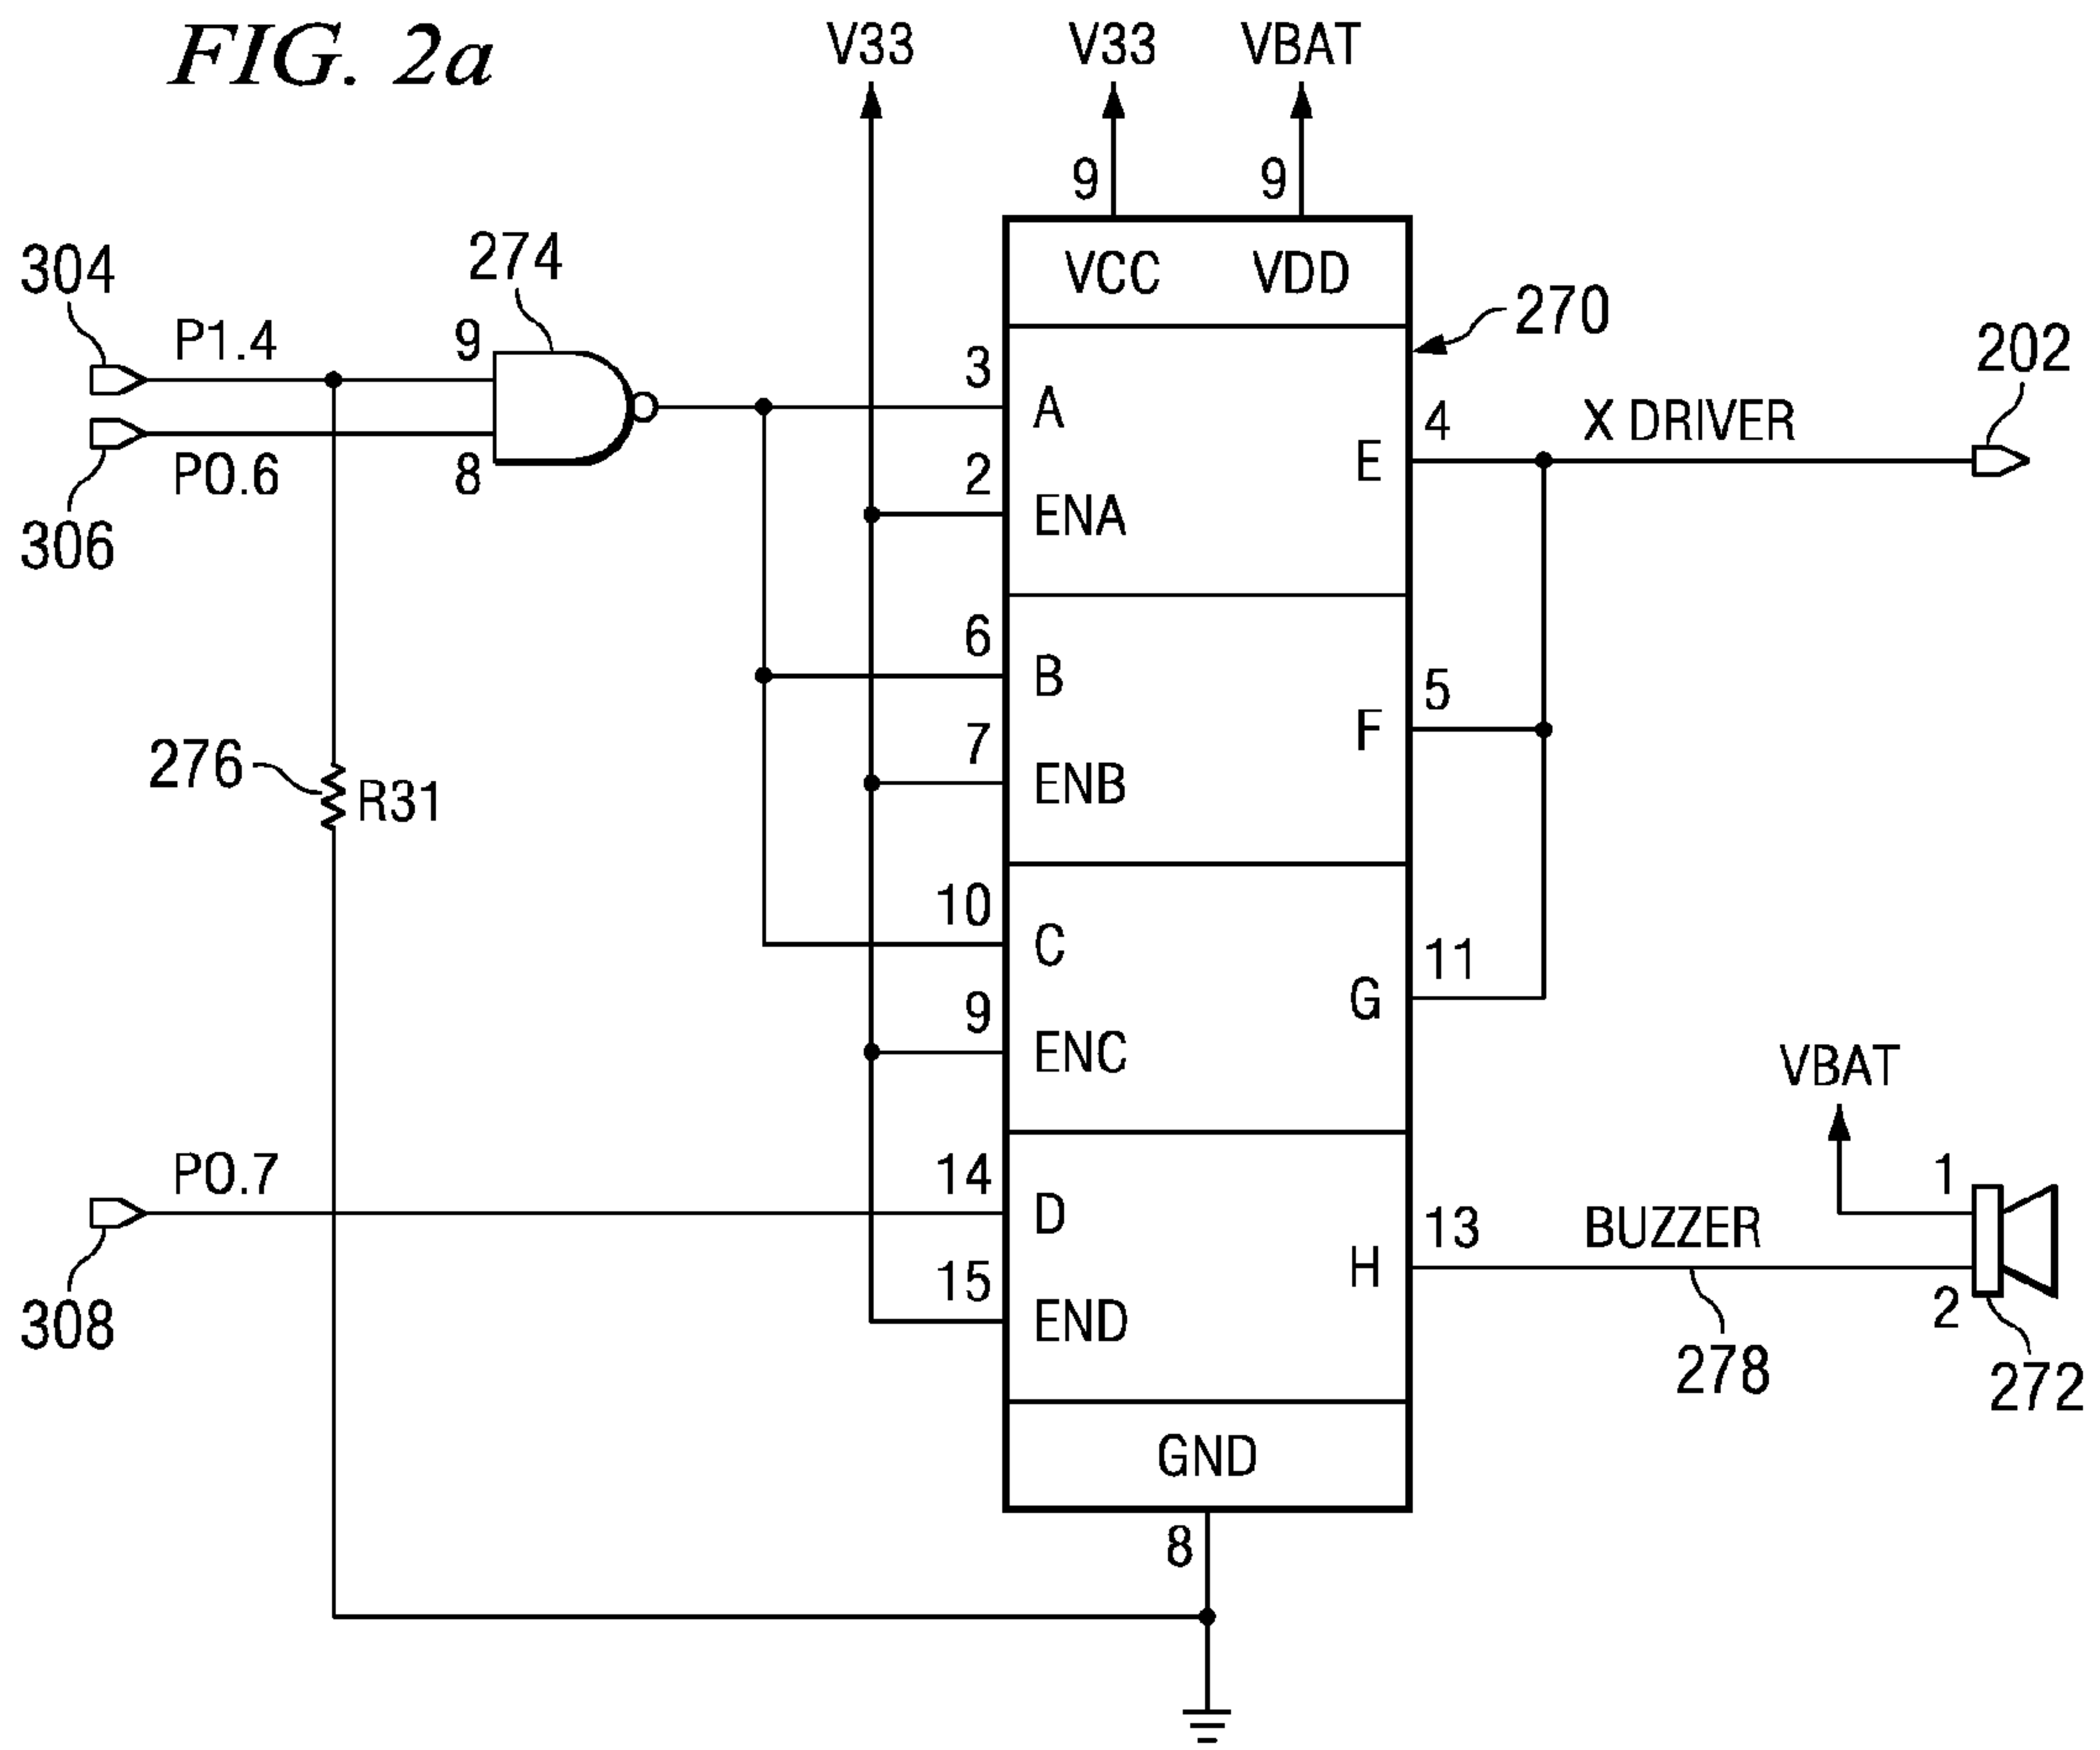 FIG. 2a
V33
V33
VBAT
9
9
VCC
VDD
304
P1.4
9
274
306
P0.6
8
270
202
3
A
2
ENA
4
E
X DRIVER
6
B
7
ENB
5
F
276
R31
10
C
9
ENC
11
G
VBAT
308
P0.7
14
D
15
END
13
H
BUZZER
278
1
2
272
GND
8